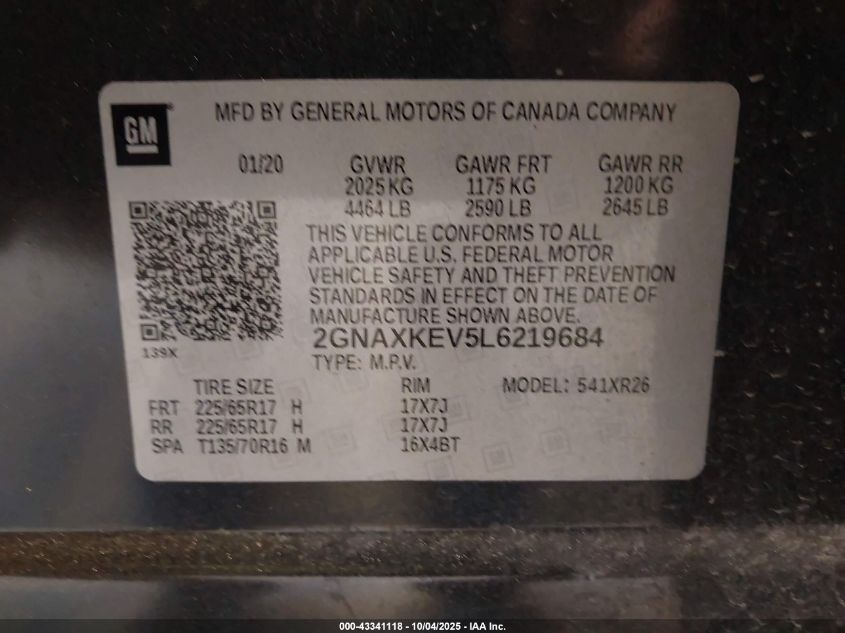 GM
MFD BY GENERAL MOTORS OF CANADA COMPANY
01/20 GVWR GAWR FRT GAWR RR
2025 KG 1175 KG 1200 KG
4464 LB 2590 LB 2645 LB
THIS VEHICLE CONFORMS TO ALL
APPLICABLE U.S. FEDERAL MOTOR
VEHICLE SAFETY AND THEFT PREVENTION
STANDARDS IN EFFECT ON THE DATE OF
MANUFACTURE SHOWN ABOVE.
2GNAXKEV5L6219684
139X
TYPE: M.P.V.
TIRE SIZE RIM MODEL: 541XR26
FRT 225/65R17 H 17X7J
RR 225/65R17 H 17X7J
SPA T135/70R16 M 16X4BT
000-43341118 - 10/04/2025 - IAA Inc.